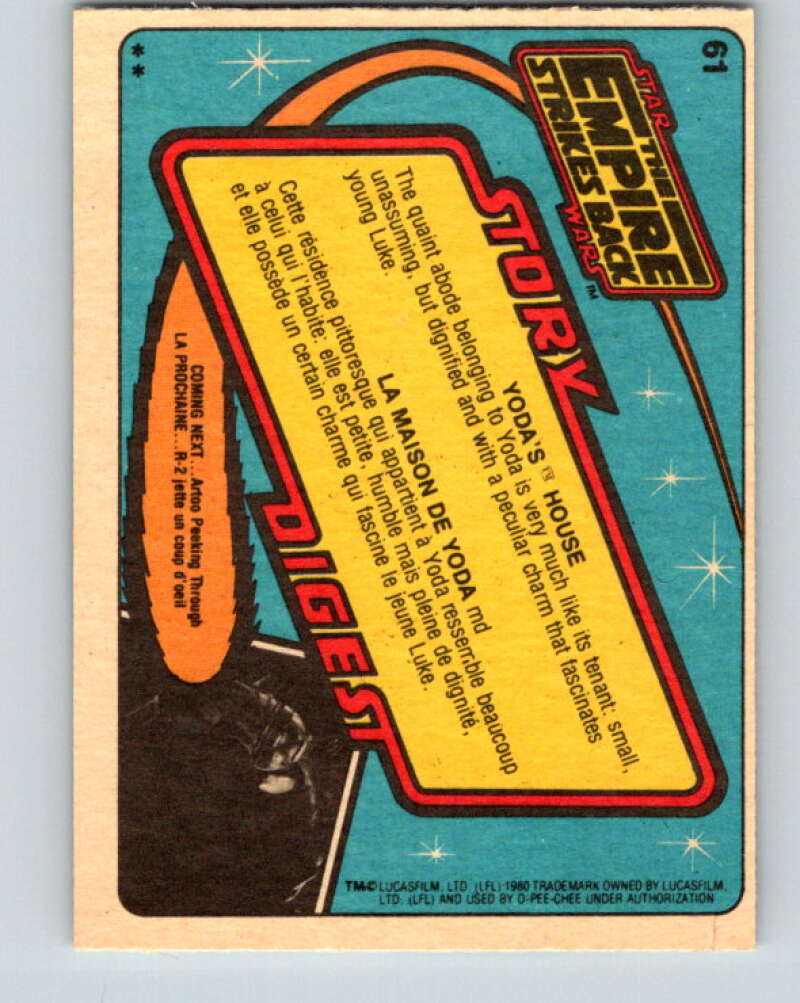 61
STAR
THE
EMPIRE
STRIKES BACK
WARS ™
STORY
YODA'S HOUSE
The quaint abode belonging to Yoda is very much like its tenant: small,
unassuming, but dignified and with a peculiar charm that fascinates
young Luke.
LA MAISON DE YODA md
Cette résidence pittoresque qui appartient à Yoda ressemble beaucoup
à celui qui l'habite: elle est petite, humble mais pleine de dignité,
et elle possède un certain charme qui fascine le jeune Luke.
DIGEST
COMING NEXT...Artoo Peeking Through
LA PROCHAINE...R-2 jette un coup d'oeil
TM© LUCASFILM, LTD. (LFL) 1980 TRADEMARK OWNED BY LUCASFILM,
LTD. (LFL) AND USED BY O-PEE-CHEE UNDER AUTHORIZATION
**